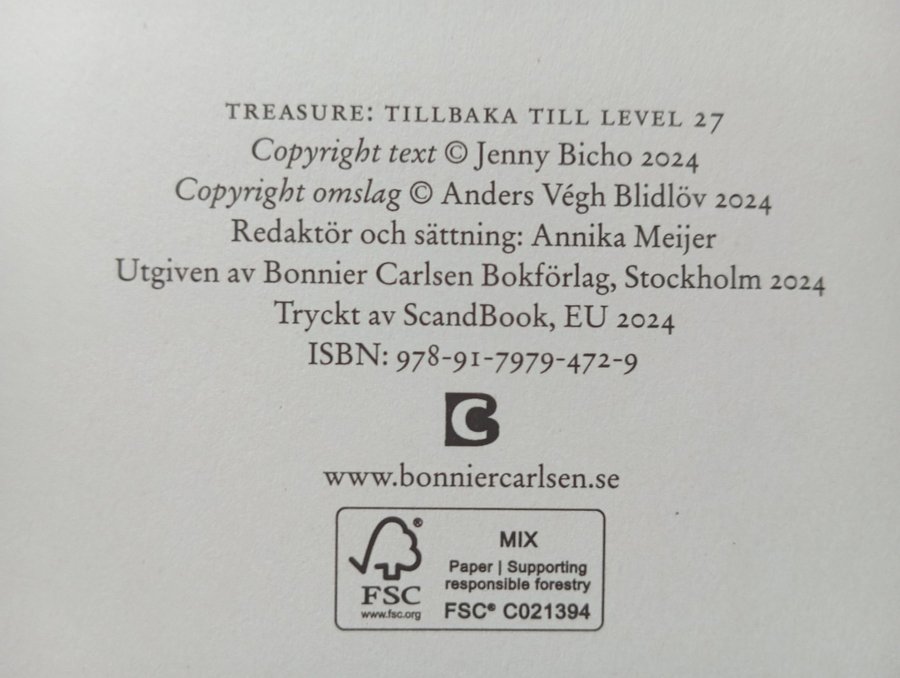 TREASURE: TILLBAKA TILL LEVEL 27
Copyright text © Jenny Bicho 2024
Copyright omslag © Anders Végh Blidlöv 2024
Redaktör och sättning: Annika Meijer
Utgiven av Bonnier Carlsen Bokförlag, Stockholm 2024
Tryckt av ScandBook, EU 2024
ISBN: 978-91-7979-472-9
BC
www.bonniercarlsen.se
®
FSC
www.fsc.org
MIX
Paper | Supporting
responsible forestry
FSC® C021394